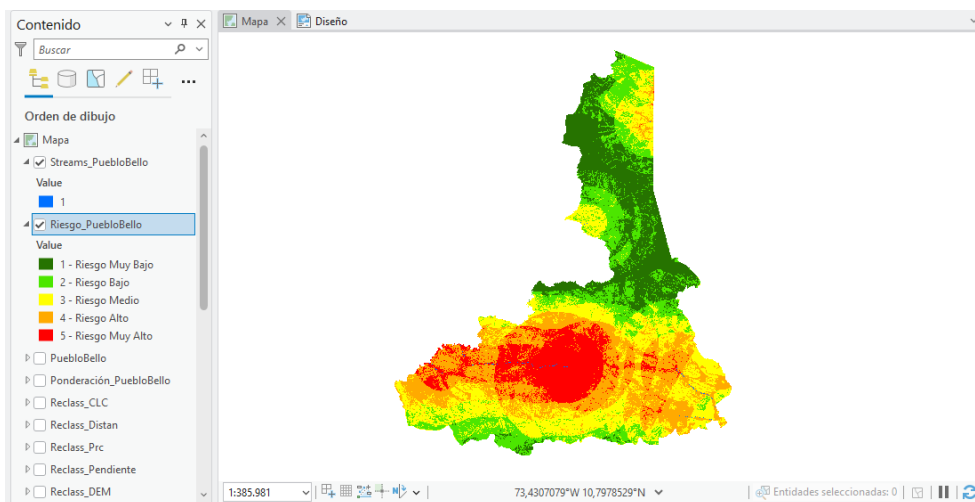 Contenido
Buscar
Orden de dibujo
Mapa
Streams_PuebloBello
Value
1
Riesgo_PuebloBello
Value
1 - Riesgo Muy Bajo
2 - Riesgo Bajo
3 - Riesgo Medio
4 - Riesgo Alto
5 - Riesgo Muy Alto
PuebloBello
Ponderación_PuebloBello
Reclass_CLC
Reclass_Distan
Reclass_Prc
Reclass_Pendiente
Reclass_DEM
Mapa
Diseño
1:385.981
73,4307079°W 10,7978529°N
Entidades seleccionadas: 0